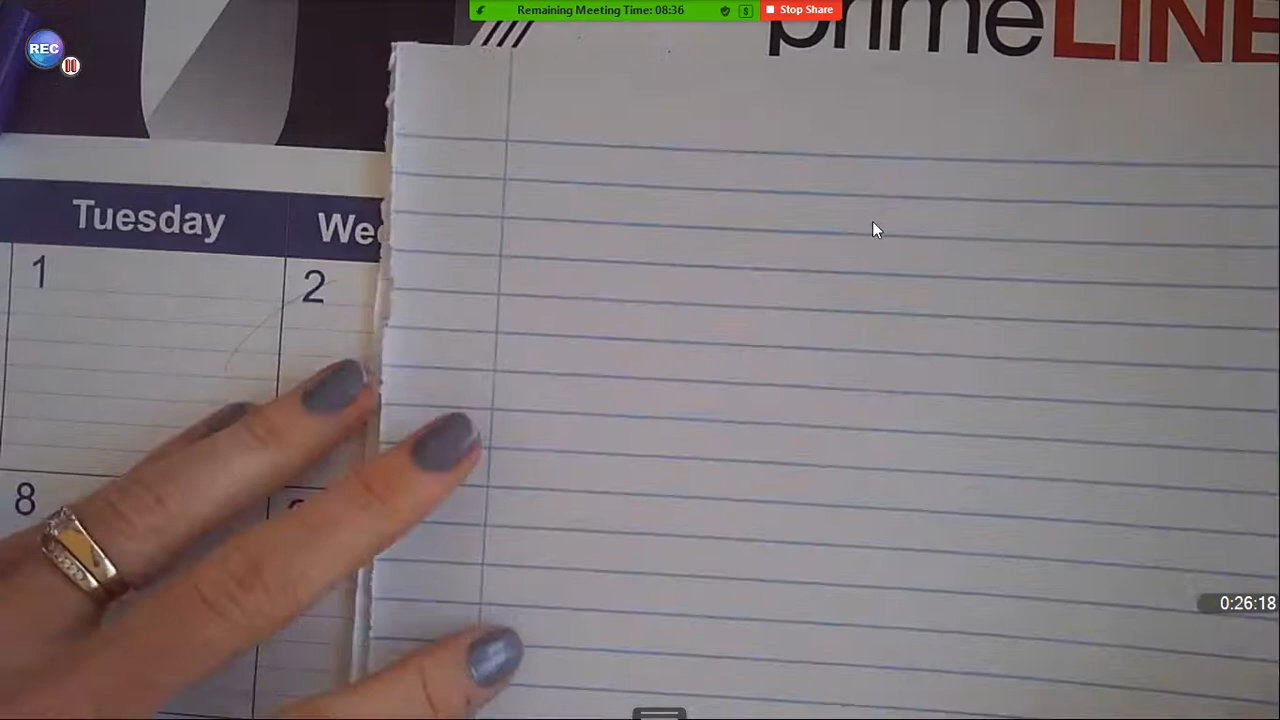 Remaining Meeting Time: 08:36
Stop Share
REC
primeLINE
Tuesday
We
1
2
8
0:26:18